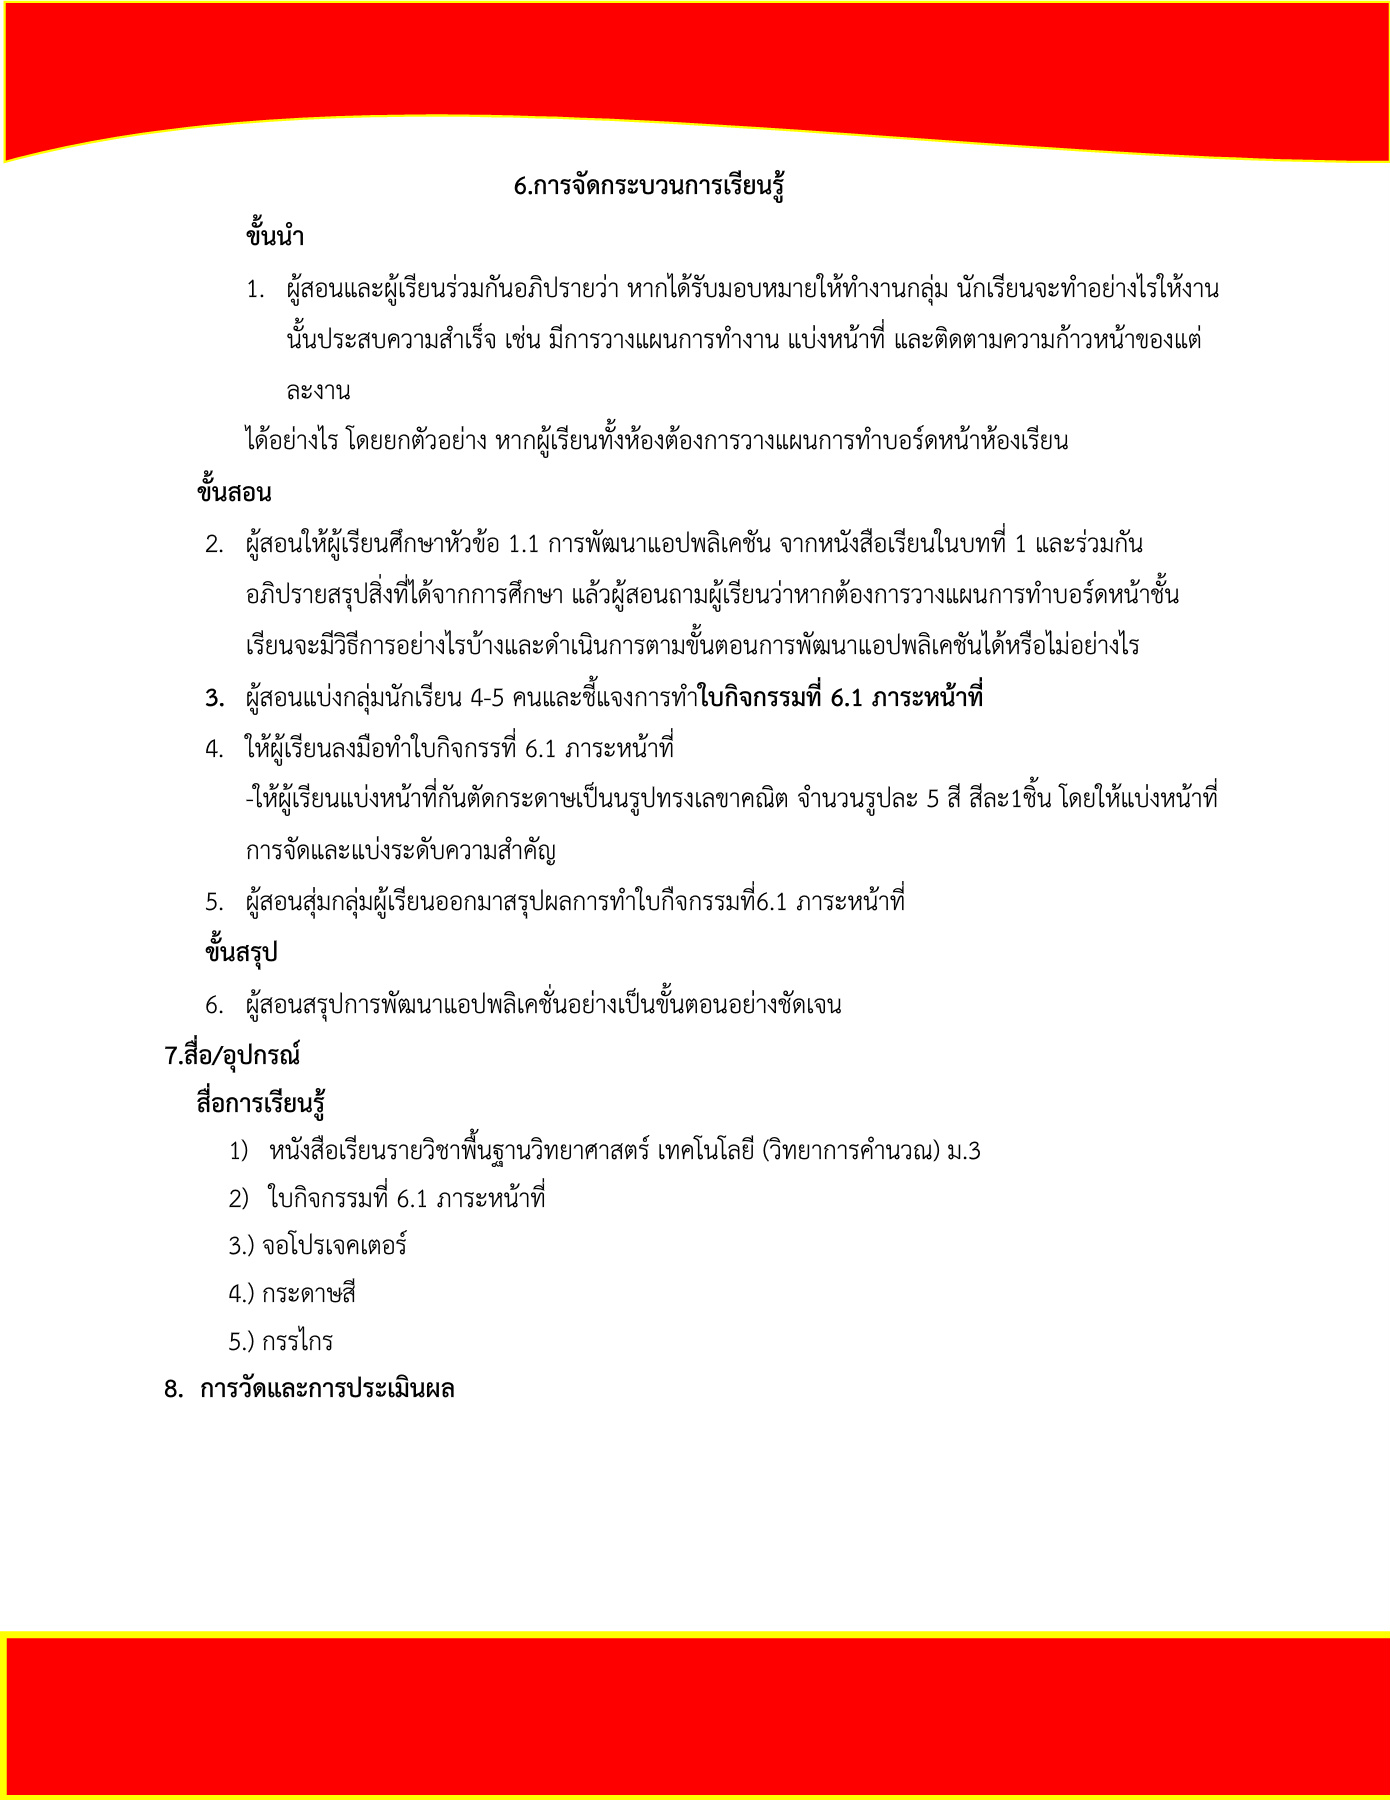 6.การจัดกระบวนการเรียนรู้
ขั้นนำ
1. ผู้สอนและผู้เรียนร่วมกันอภิปรายว่า หากได้รับมอบหมายให้ทำงานกลุ่ม นักเรียนจะทำอย่างไรให้งาน
นั้นประสบความสำเร็จ เช่น มีการวางแผนการทำงาน แบ่งหน้าที่ และติดตามความก้าวหน้าของแต่
ละงาน
ได้อย่างไร โดยยกตัวอย่าง หากผู้เรียนทั้งห้องต้องการวางแผนการทำบอร์ดหน้าห้องเรียน
ขั้นสอน
2. ผู้สอนให้ผู้เรียนศึกษาหัวข้อ 1.1 การพัฒนาแอปพลิเคชัน จากหนังสือเรียนในบทที่ 1 และร่วมกัน
อภิปรายสรุปสิ่งที่ได้จากการศึกษา แล้วผู้สอนถามผู้เรียนว่าหากต้องการวางแผนการทำบอร์ดหน้าชั้น
เรียนจะมีวิธีการอย่างไรบ้างและดำเนินการตามขั้นตอนการพัฒนาแอปพลิเคชันได้หรือไม่อย่างไร
3. ผู้สอนแบ่งกลุ่มนักเรียน 4-5 คนและชี้แจงการทำใบกิจกรรมที่ 6.1 ภาระหน้าที่
4. ให้ผู้เรียนลงมือทำใบกิจกรรที่ 6.1 ภาระหน้าที่
-ให้ผู้เรียนแบ่งหน้าที่กันตัดกระดาษเป็นนรูปทรงเลขาคณิต จำนวนรูปละ 5 สี สีละ1ชิ้น โดยให้แบ่งหน้าที่
การจัดและแบ่งระดับความสำคัญ
5. ผู้สอนสุ่มกลุ่มผู้เรียนออกมาสรุปผลการทำใบกืจกรรมที่6.1 ภาระหน้าที่
ขั้นสรุป
6. ผู้สอนสรุปการพัฒนาแอปพลิเคชั่นอย่างเป็นขั้นตอนอย่างชัดเจน
7.สื่อ/อุปกรณ์
สื่อการเรียนรู้
1) หนังสือเรียนรายวิชาพื้นฐานวิทยาศาสตร์ เทคโนโลยี (วิทยาการคำนวณ) ม.3
2) ใบกิจกรรมที่ 6.1 ภาระหน้าที่
3.) จอโปรเจคเตอร์
4.) กระดาษสี
5.) กรรไกร
8. การวัดและการประเมินผล